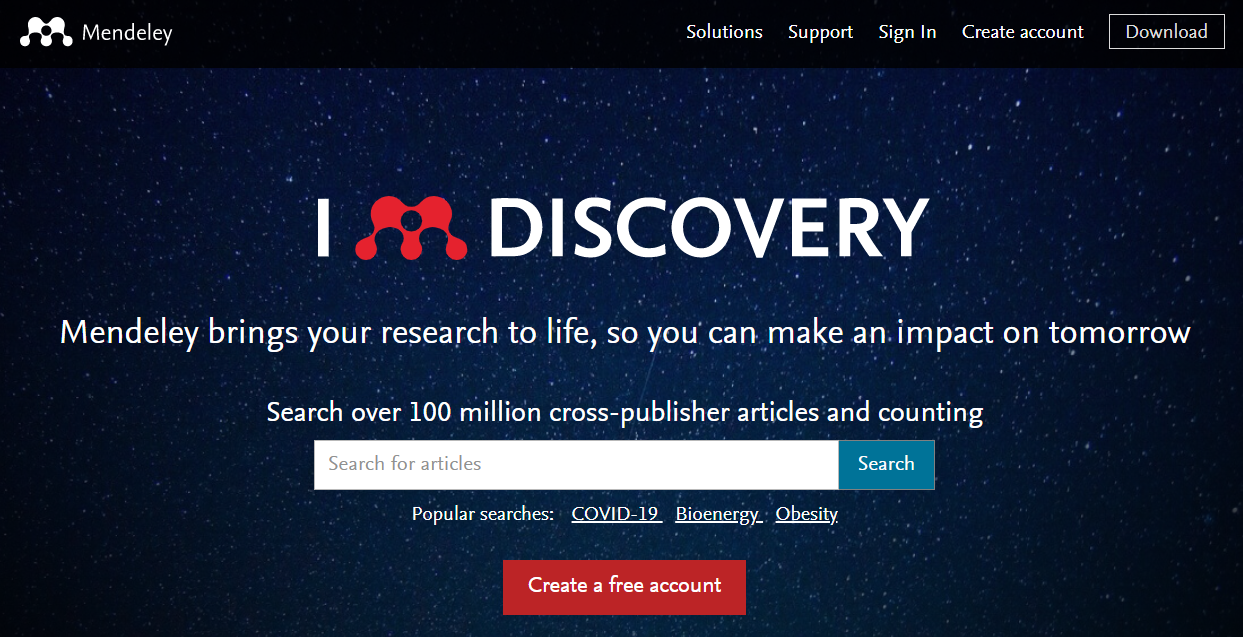 Mendeley
Solutions Support Sign In Create account Download
I DISCOVERY
Mendeley brings your research to life, so you can make an impact on tomorrow
Search over 100 million cross-publisher articles and counting
Search for articles Search
Popular searches: COVID-19 Bioenergy Obesity
Create a free account